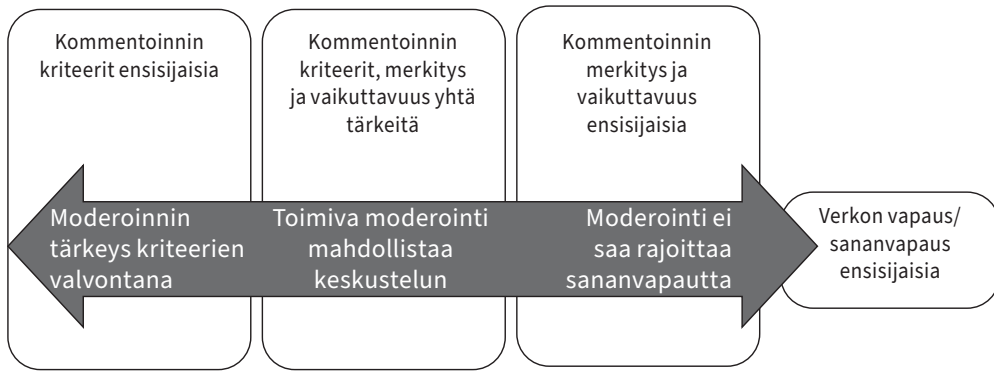 Kommentoinnin
kriteerit ensisijaisia
Kommentoinnin
kriteerit, merkitys
ja vaikuttavuus yhtä
tärkeitä
Kommentoinnin
merkitys ja
vaikuttavuus
ensisijaisia
Moderoinnin
tärkeys kriteerien
valvontana
Toimiva moderointi
mahdollistaa
keskustelun
Moderointi ei
saa rajoittaa
sananvapautta
Verkon vapaus/
sananvapaus
ensisijaisia